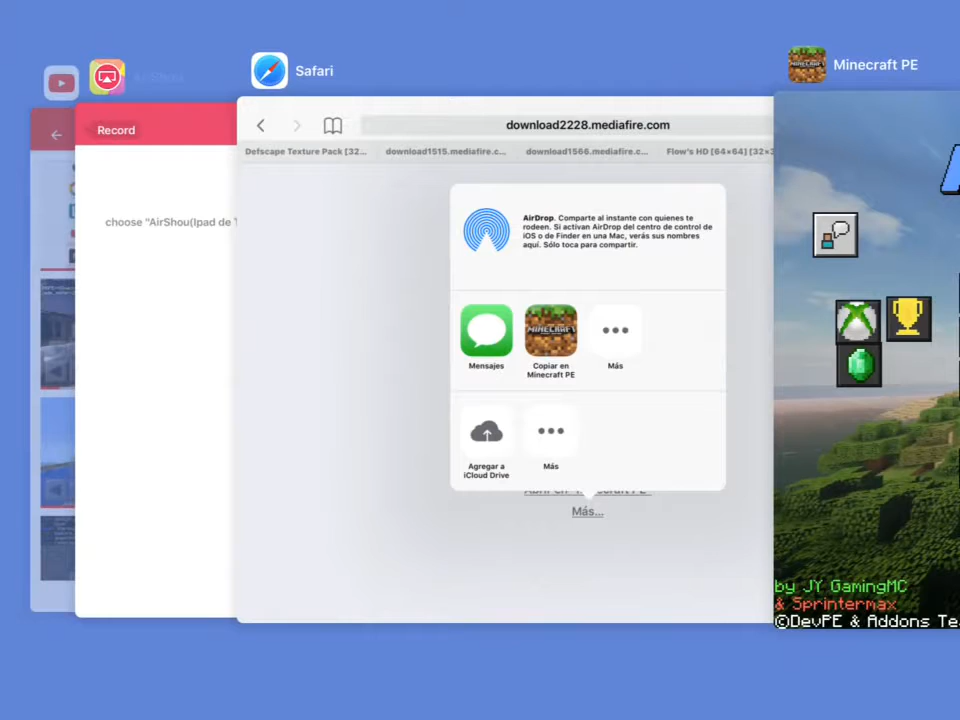 Safari
Minecraft PE
AirShou
Record
download2228.mediafire.com
Defscape Texture Pack [32...
download1515.mediafire.c...
download1566.mediafire.c...
Flow's HD [64×64] [32×3
choose "AirShou(Ipad de
AirDrop. Comparte al instante con quienes te
rodeen. Si activan AirDrop del centro de control de
iOS o de Finder en una Mac, verás sus nombres
aquí. Sólo toca para compartir.
MINECRAFT
Mensajes
Copiar en
Minecraft PE
Más
Agregar a
iCloud Drive
Más
Más...
by JY GamingMC
& Sprintermax
©DevPE & Addons Te